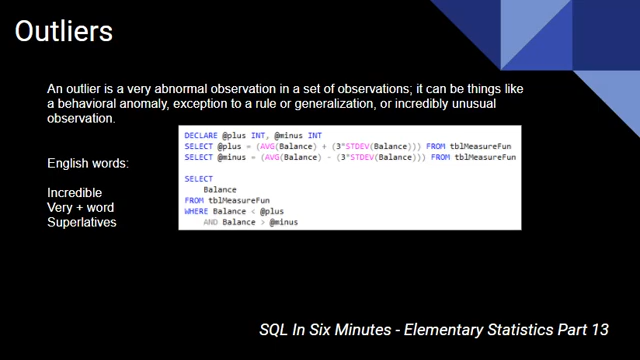 Outliers
An outlier is a very abnormal observation in a set of observations; it can be things like
a behavioral anomaly, exception to a rule or generalization, or incredibly unusual
observation.
DECLARE @plus INT, @minus INT
SELECT @plus = (AVG(Balance) + (3*STDEV(Balance))) FROM tblMeasureFun
SELECT @minus = (AVG(Balance) - (3*STDEV(Balance))) FROM tblMeasureFun
SELECT
Balance
FROM tblMeasureFun
WHERE Balance < @plus
AND Balance > @minus
English words:
Incredible
Very + word
Superlatives
SQL In Six Minutes - Elementary Statistics Part 13